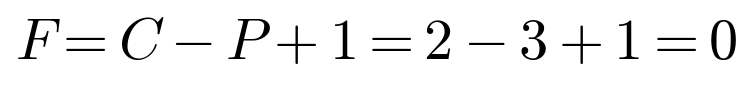 F = C − P + 1 = 2 − 3 + 1 = 0